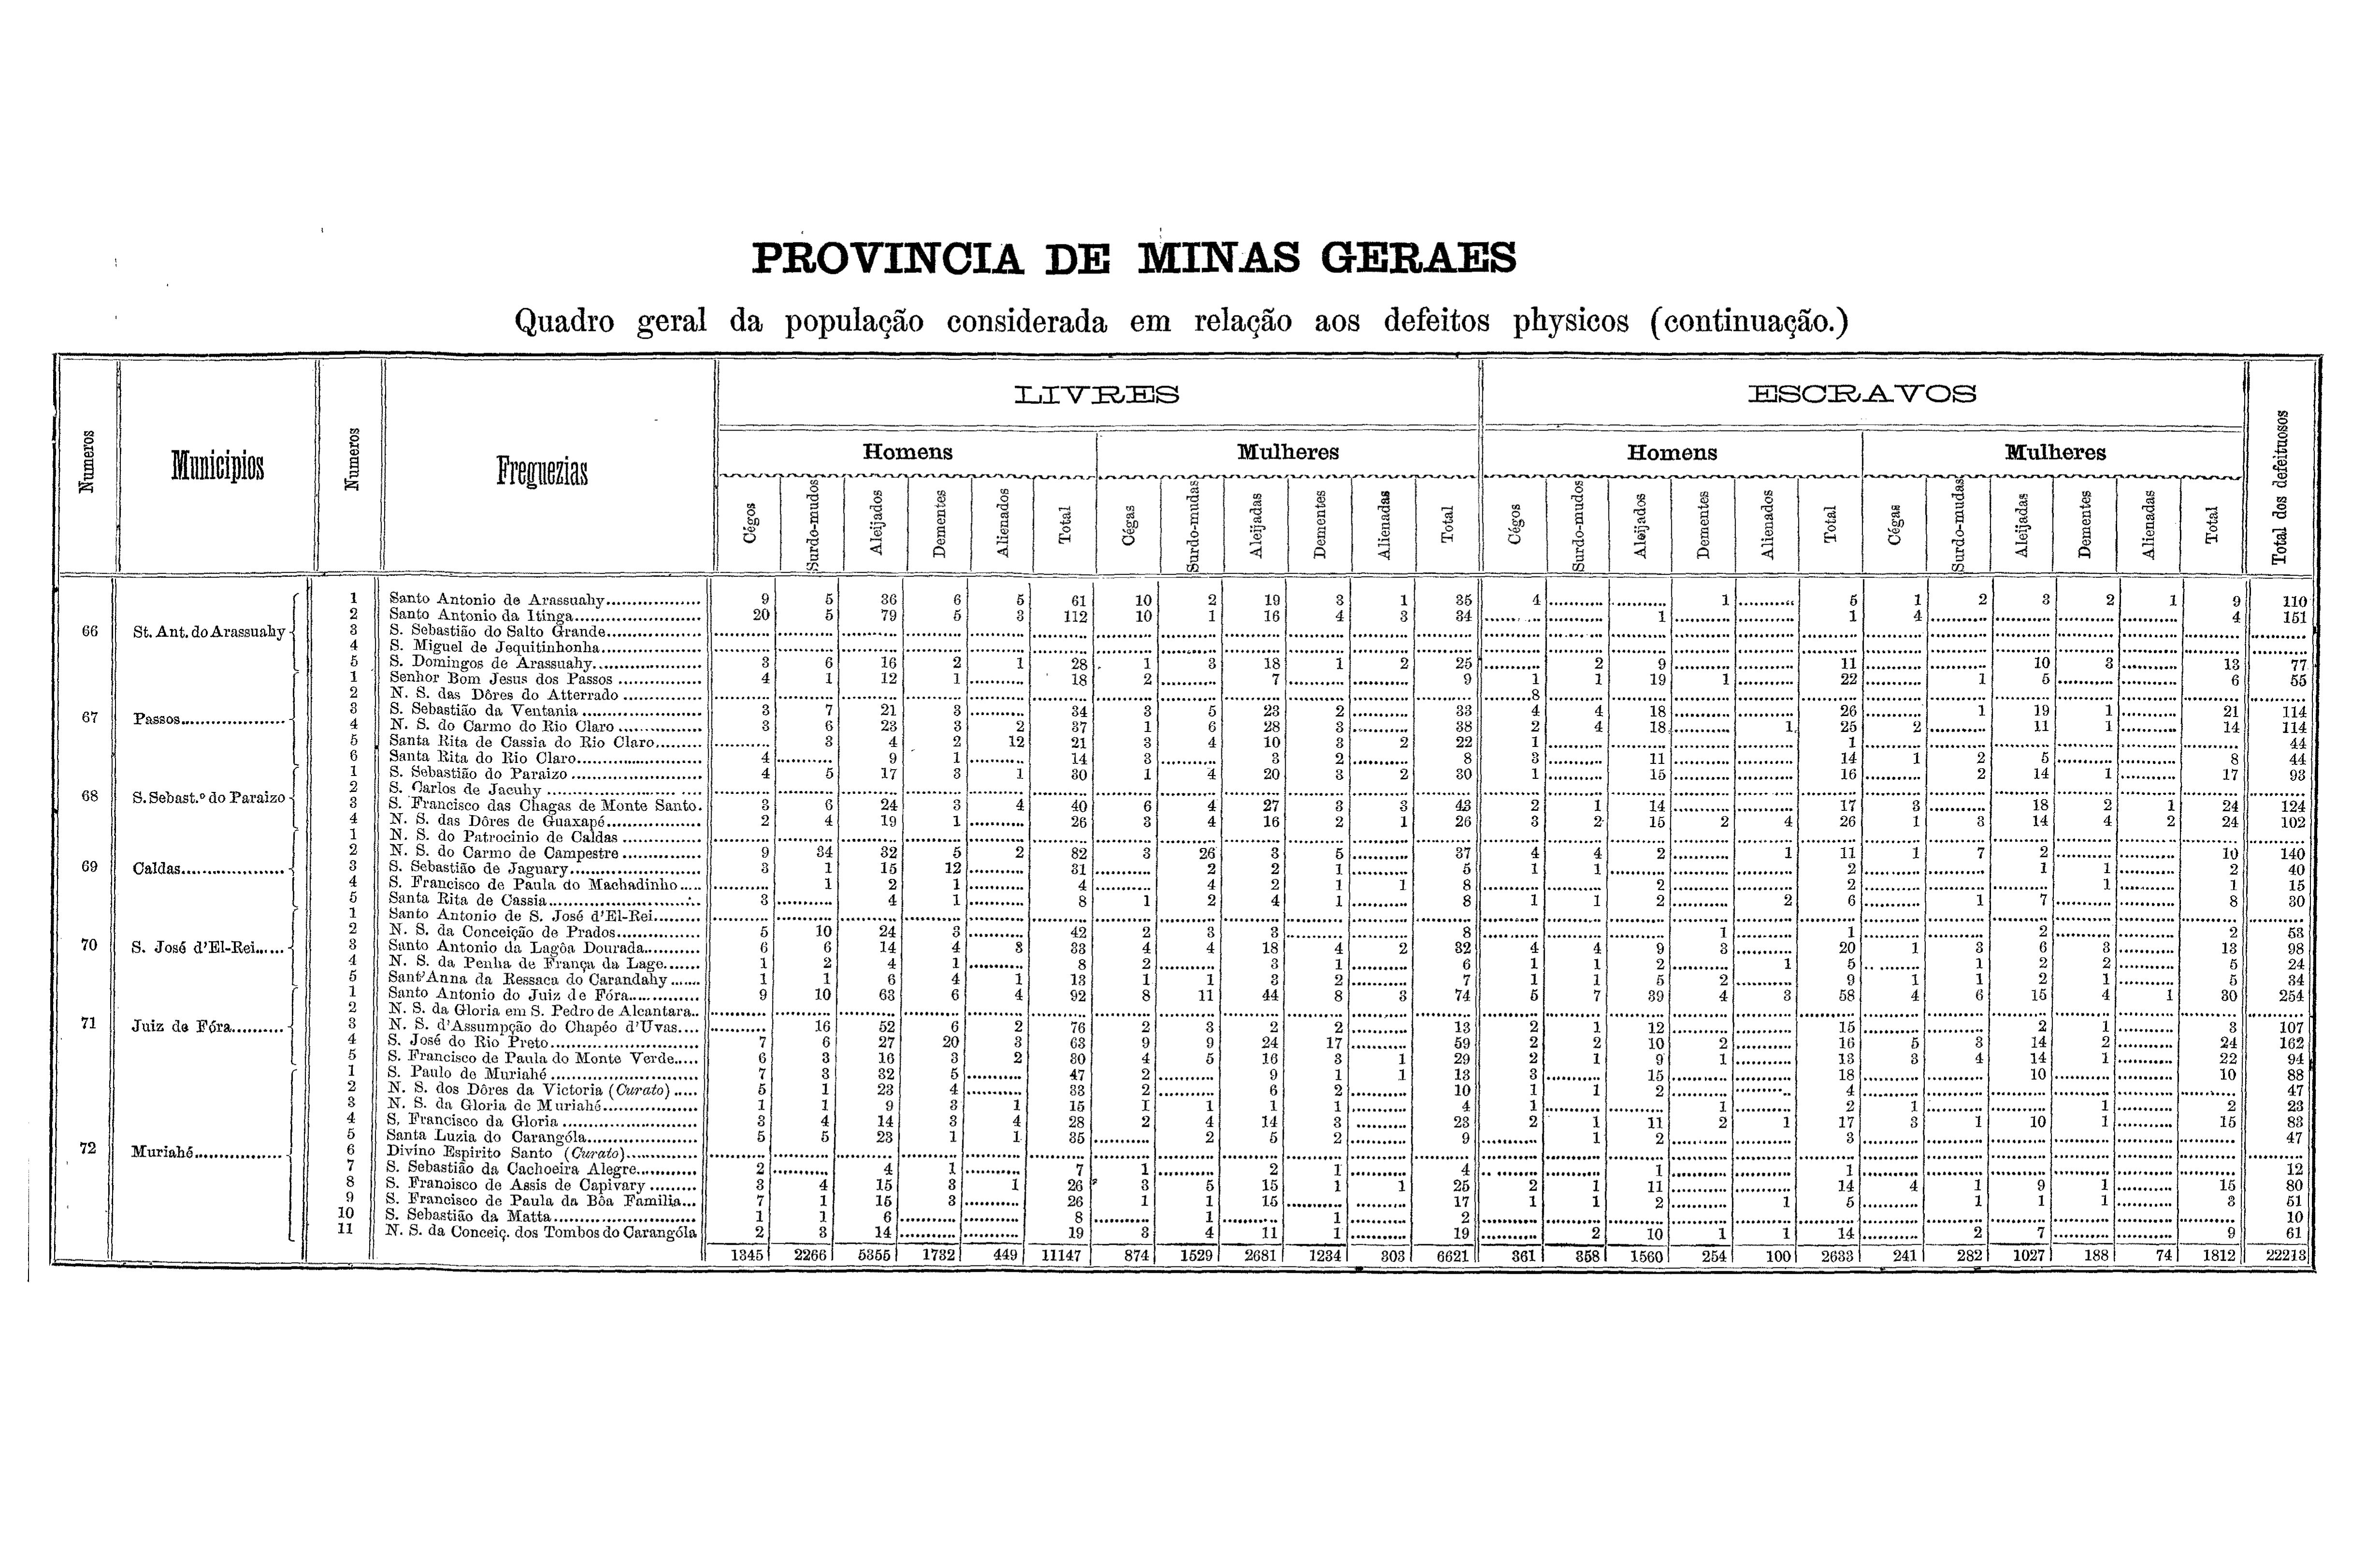 PROVINCIA DE MINAS GERAES
Quadro geral da população considerada em relação aos defeitos physicos (continuação.)
Numeros Municipios Numeros Freguezias LIVRES ESCRAVOS Total dos defeituosos
Homens Mulheres Homens Mulheres
Cégos Surdo-mudos Aleijados Dementes Alienados Total Cégas Surdo-mudas Aleijadas Dementes Alienadas Total Cégos Surdo-mudos Aleijados Dementes Alienados Total Cégas Surdo-mudas Aleijadas Dementes Alienadas Total
1 Santo Antonio de Arassuahy 9 5 36 6 5 61 10 2 19 3 1 35 4 ... ... 1 ... 5 1 2 3 2 1 9 110
2 Santo Antonio da Itinga 20 5 79 5 3 112 10 1 16 4 3 34 ... ... 1 ... ... 1 4 ... ... ... ... 4 151
66 St. Ant. do Arassuahy 3 S. Sebastião do Salto Grande
4 S. Miguel de Jequitinhonha
5 S. Domingos de Arassuahy 3 6 16 2 1 28 1 3 18 1 2 25 ... 2 9 ... ... 11 ... ... 10 3 ... 13 77
1 Senhor Bom Jesus dos Passos 4 1 12 1 ... 18 2 ... 7 ... ... 9 1 1 19 1 ... 22 ... 1 5 ... ... 6 55
2 N. S. das Dôres do Atterrado ... 8
67 Passos 3 S. Sebastião da Ventania 3 7 21 3 ... 34 3 5 23 2 ... 33 4 4 18 ... ... 26 ... 1 19 1 ... 21 114
4 N. S. do Carmo do Rio Claro 3 6 23 3 2 37 1 6 28 3 ... 38 2 4 18 ... 1 25 2 ... 11 1 ... 14 114
5 Santa Rita de Cassia do Rio Claro ... 3 4 2 12 21 3 4 10 3 2 22 1 ... ... ... ... 1 ... ... ... ... ... ... 44
6 Santa Rita do Rio Claro 4 ... 9 1 ... 14 3 ... 3 2 ... 8 3 ... 11 ... ... 14 1 2 5 ... ... 8 44
1 S. Sebastião do Paraizo 4 5 17 3 1 30 1 4 20 3 2 30 1 ... 15 ... ... 16 ... 2 14 1 ... 17 93
68 S. Sebast.º do Paraizo 2 S. Carlos de Jacuhy
3 S. Francisco das Chagas de Monte Santo. 3 6 24 3 4 40 6 4 27 3 3 43 2 1 14 ... ... 17 3 ... 18 2 1 24 124
4 N. S. das Dôres de Guaxapé 2 4 19 1 ... 26 3 4 16 2 1 26 3 2 15 2 4 26 1 3 14 4 2 24 102
1 N. S. do Patrocinio de Caldas
2 N. S. do Carmo de Campestre 9 34 32 5 2 82 3 26 3 5 ... 37 4 4 2 ... 1 11 1 7 2 ... ... 10 140
69 Caldas 3 S. Sebastião de Jaguary 3 1 15 12 ... 31 ... 2 2 1 ... 5 1 1 ... ... ... 2 ... ... 1 1 ... 2 40
4 S. Francisco de Paula do Machadinho ... 1 2 1 ... 4 ... 4 2 1 1 8 ... ... 2 ... ... 2 ... ... ... 1 ... 1 15
5 Santa Rita de Cassia 3 ... 4 1 ... 8 1 2 4 1 ... 8 1 1 2 ... 2 6 ... 1 7 ... ... 8 30
1 Santo Antonio de S. José d'El-Rei
2 N. S. da Conceição de Prados 5 10 24 3 ... 42 2 3 3 ... ... 8 ... ... ... 1 ... 1 ... ... 2 ... ... 2 53
70 S. José d'El-Rei 3 Santo Antonio da Lagôa Dourada 6 6 14 4 8 33 4 4 18 4 2 32 4 4 9 3 ... 20 1 3 6 3 ... 13 98
4 N. S. da Penha de França da Lage 1 2 4 1 ... 8 2 ... 3 1 ... 6 1 1 2 ... 1 5 ... 1 2 2 ... 5 24
5 Sant'Anna da Ressaca do Carandahy 1 1 6 4 1 13 1 1 3 2 ... 7 1 1 5 2 ... 9 1 1 2 1 ... 5 34
1 Santo Antonio do Juiz de Fóra 9 10 63 6 4 92 8 11 44 8 3 74 5 7 39 4 3 58 4 6 15 4 1 30 254
2 N. S. da Gloria em S. Pedro de Alcantara
71 Juiz de Fóra 3 N. S. d'Assumpção do Chapéo d'Uvas ... 16 52 6 2 76 2 3 2 2 ... 13 2 1 12 ... ... 15 ... ... 2 1 ... 3 107
4 S. José do Rio Preto 7 6 27 20 3 63 9 9 24 17 ... 59 2 2 10 2 ... 16 5 3 14 2 ... 24 162
5 S. Francisco de Paula do Monte Verde 6 3 16 3 2 30 4 5 16 3 1 29 2 1 9 1 ... 13 3 4 14 1 ... 22 94
1 S. Paulo de Muriahé 7 3 32 5 ... 47 2 ... 9 1 1 13 3 ... 15 ... ... 18 ... ... 10 ... ... 10 88
2 N. S. dos Dôres da Victoria (Curato) 5 1 23 4 ... 33 2 ... 6 2 ... 10 1 1 2 ... ... 4 ... ... ... ... ... ... 47
3 N. S. da Gloria de Muriahé 1 1 9 3 1 15 1 1 1 1 ... 4 1 ... ... 1 ... 2 1 ... ... 1 ... 2 23
4 S. Francisco da Gloria 3 4 14 3 4 28 2 4 14 3 ... 23 2 1 11 2 1 17 3 1 10 1 ... 15 83
5 Santa Luzia do Carangóla 5 5 23 1 1 35 ... 2 5 2 ... 9 ... 1 2 ... ... 3 ... ... ... ... ... ... 47
72 Muriahé 6 Divino Espirito Santo (Curato)
7 S. Sebastião da Cachoeira Alegre 2 ... 4 1 ... 7 1 ... 2 1 ... 4 ... ... 1 ... ... 1 ... ... ... ... ... ... 12
8 S. Francisco de Assis de Capivary 3 4 15 3 1 26 3 5 15 1 1 25 2 1 11 ... ... 14 4 1 9 1 ... 15 80
9 S. Francisco de Paula da Bôa Familia 7 1 15 3 ... 26 1 1 15 ... ... 17 1 1 2 ... 1 5 ... 1 1 1 ... 3 51
10 S. Sebastião da Matta 1 1 6 ... ... 8 ... 1 ... 1 ... 2 ... ... ... ... ... ... ... ... ... ... ... ... 10
11 N. S. da Conceiç. dos Tombos do Carangóla 2 3 14 ... ... 19 3 4 11 1 ... 19 ... 2 10 1 1 14 ... 2 7 ... ... 9 61
1345 2266 5355 1732 449 11147 874 1529 2681 1234 303 6621 361 358 1560 254 100 2633 241 282 1027 188 74 1812 22213